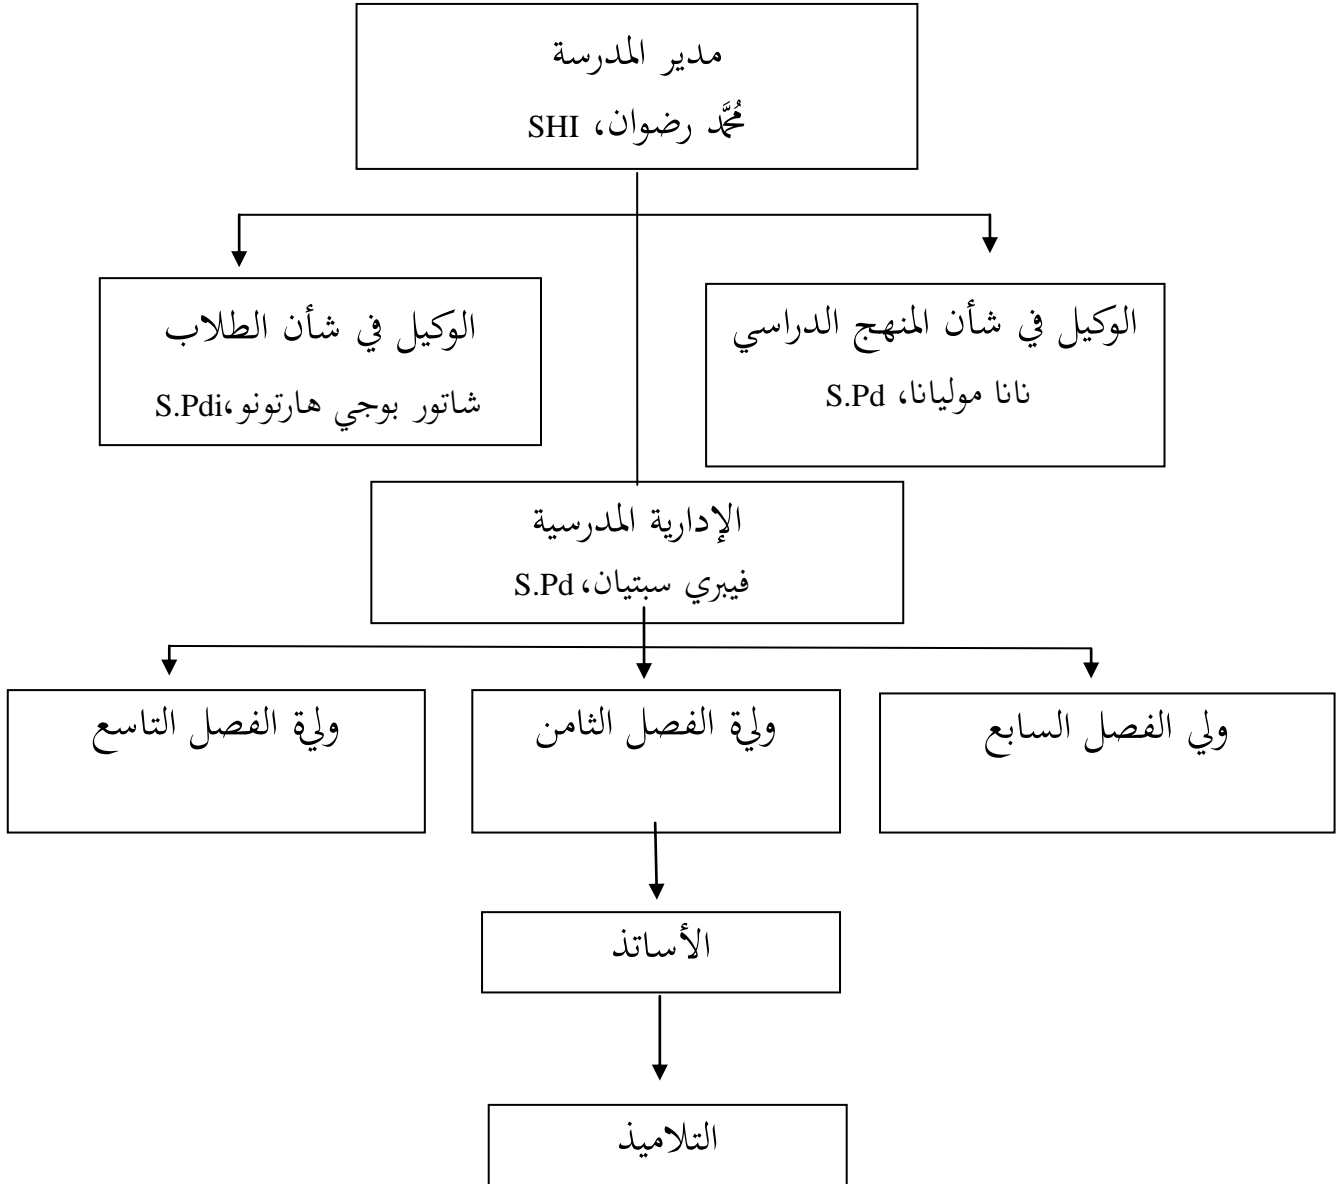 مدير المدرسة
مُحَمَّد رضوان، SHI
الوكيل في شأن المنهج الدراسي
نانا موليانا، S.Pd
الوكيل في شأن الطلاب
شاتور بوجي هارتونو،S.Pdi
الإدارية المدرسية
فيبري سبتيان، S.Pd
ولي الفصل السابع
ولية الفصل الثامن
ولية الفصل التاسع
الأساتذ
التلاميذ